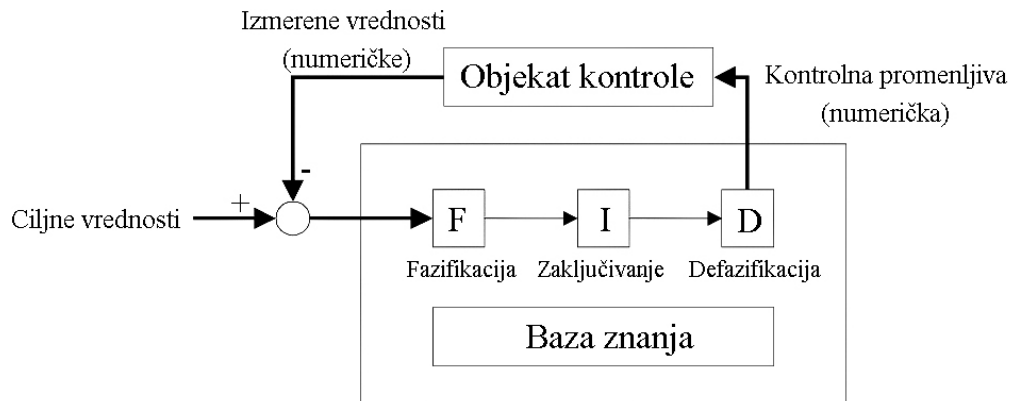 Izmerene vrednosti
(numeričke)
Objekat kontrole
Kontrolna promenljiva
(numerička)
-
+
Ciljne vrednosti
F
I
D
Fazifikacija
Zaključivanje
Defazifikacija
Baza znanja